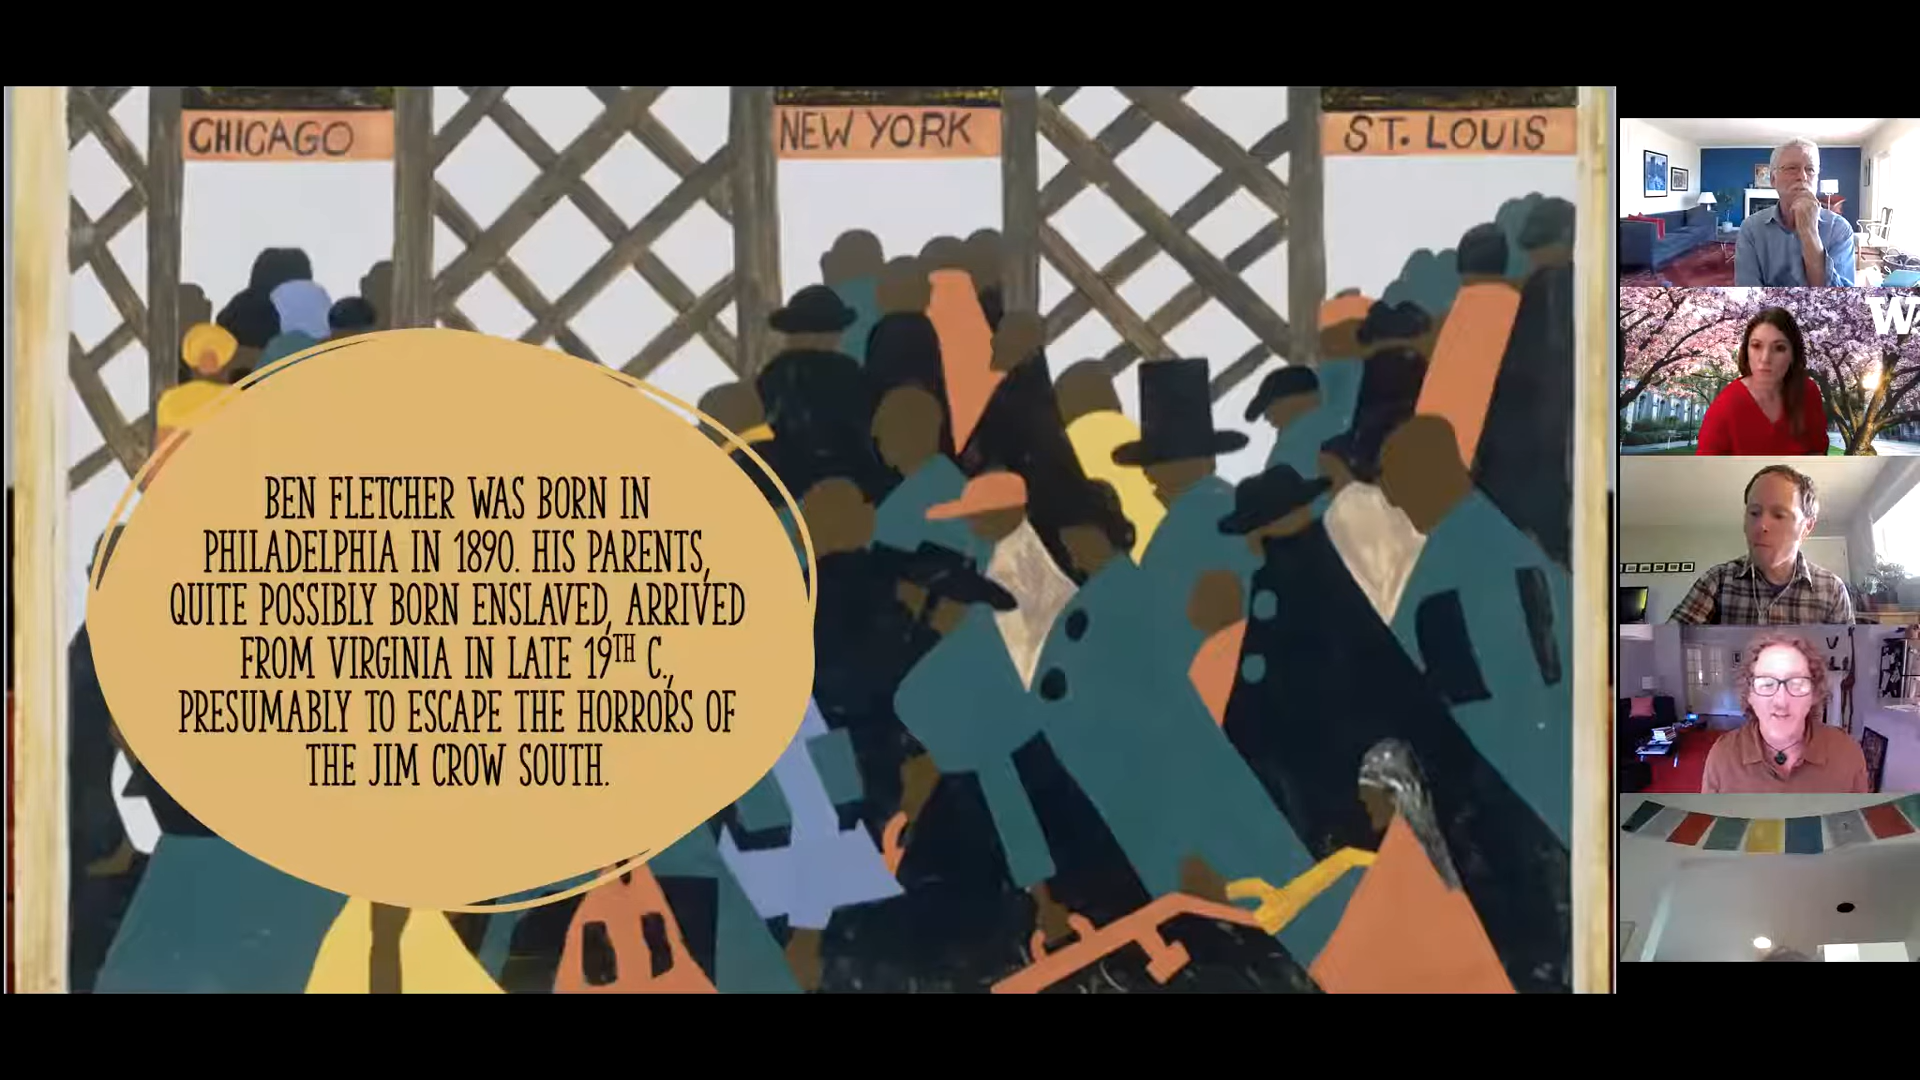 CHICAGO
NEW YORK
ST. LOUIS
BEN FLETCHER WAS BORN IN
PHILADELPHIA IN 1890. HIS PARENTS,
QUITE POSSIBLY BORN ENSLAVED, ARRIVED
FROM VIRGINIA IN LATE 19TH C.,
PRESUMABLY TO ESCAPE THE HORRORS OF
THE JIM CROW SOUTH.
W